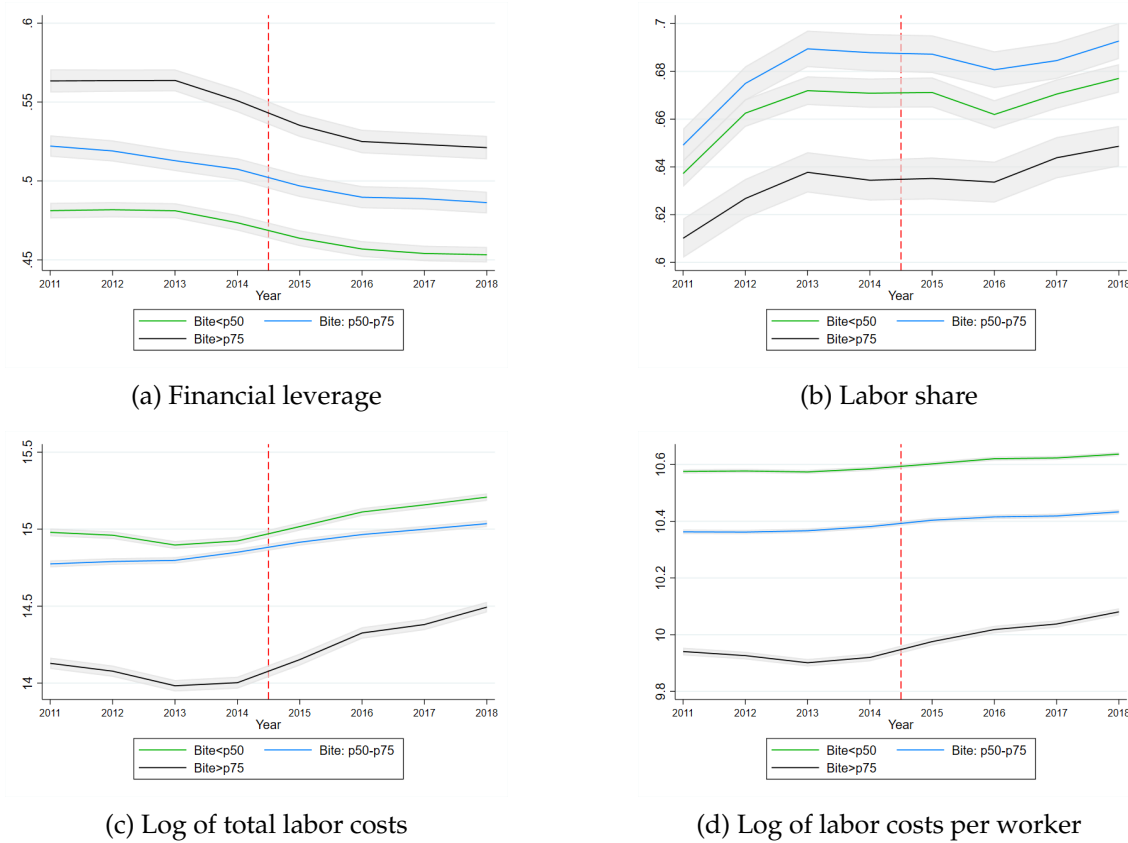 .6
.55
.5
.45
2011 2012 2013 2014 2015 2016 2017 2018
Year
Bite<p50 Bite: p50-p75
Bite>p75
(a) Financial leverage
.7
.68
.66
.64
.62
.6
2011 2012 2013 2014 2015 2016 2017 2018
Year
Bite<p50 Bite: p50-p75
Bite>p75
(b) Labor share
15.5
15
14.5
14
2011 2012 2013 2014 2015 2016 2017 2018
Year
Bite<p50 Bite: p50-p75
Bite>p75
(c) Log of total labor costs
10.6
10.4
10.2
10
9.8
2011 2012 2013 2014 2015 2016 2017 2018
Year
Bite<p50 Bite: p50-p75
Bite>p75
(d) Log of labor costs per worker